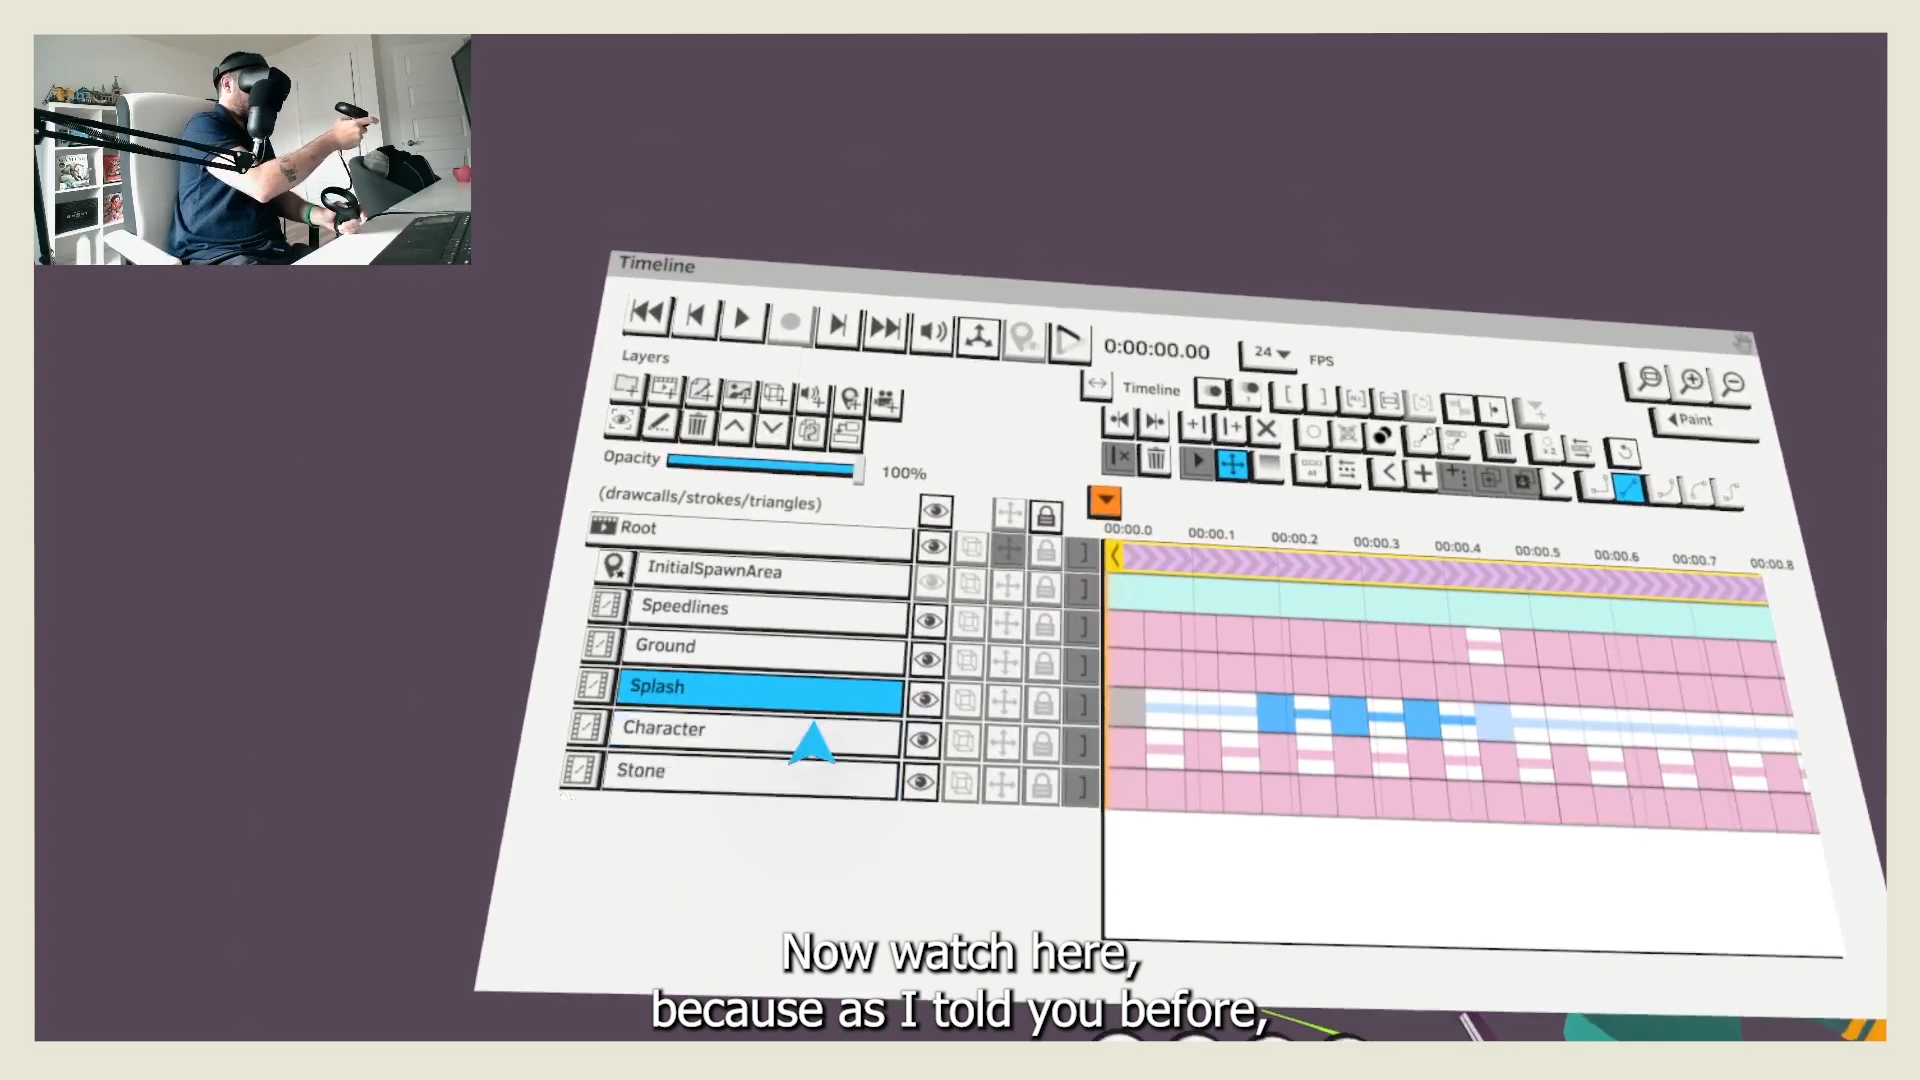 Timeline
0:00:00.00
24
FPS
Layers
Timeline
Paint
Opacity
100%
(drawcalls/strokes/triangles)
00:00.0
00:00.1
00:00.2
00:00.3
00:00.4
00:00.5
00:00.6
00:00.7
00:00.8
Root
InitialSpawnArea
Speedlines
Ground
Splash
Character
Stone
Now watch here,
because as I told you before,